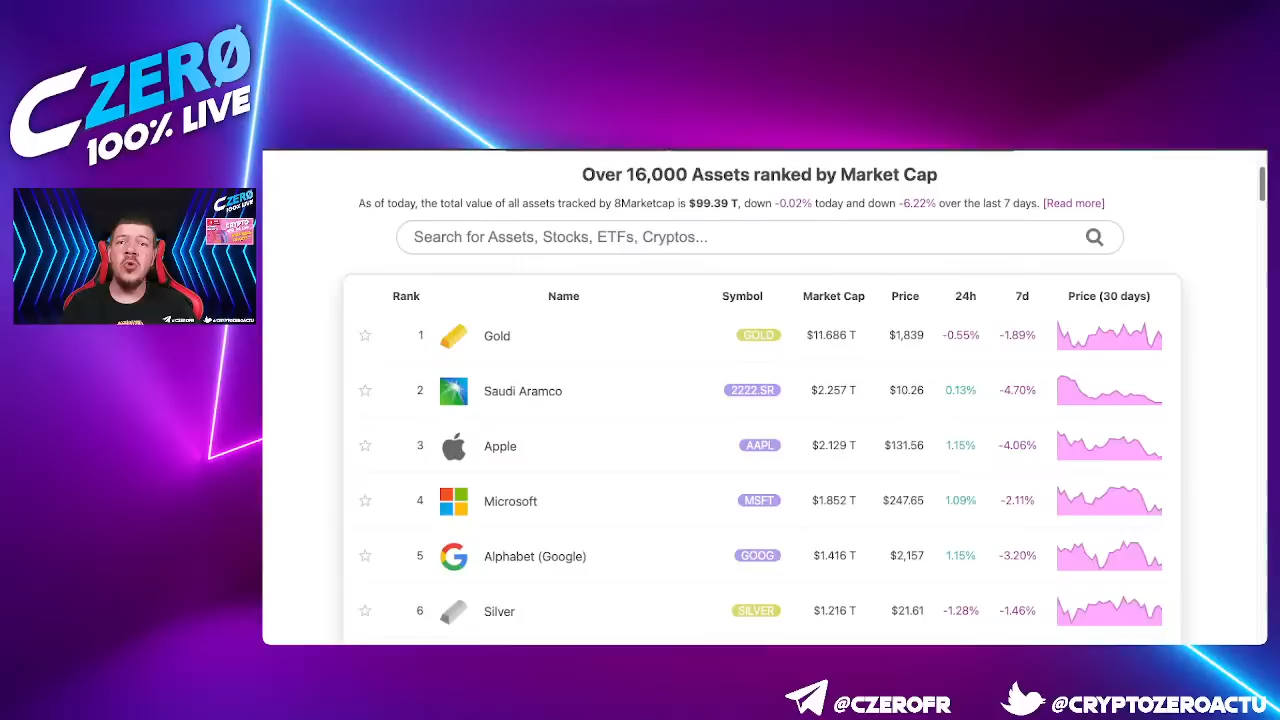 CZERØ
100% LIVE
CZERØ
100% LIVE
CRYPTO
@CZEROFR
@CRYPTOZEROACTU
Over 16,000 Assets ranked by Market Cap
As of today, the total value of all assets tracked by 8Marketcap is $99.39 T, down -0.02% today and down -6.22% over the last 7 days. [Read more]
Search for Assets, Stocks, ETFs, Cryptos...
Rank Name Symbol Market Cap Price 24h 7d Price (30 days)
1 Gold GOLD $11.686 T $1,839 -0.55% -1.89%
2 Saudi Aramco 2222.SR $2.257 T $10.26 0.13% -4.70%
3 Apple AAPL $2.129 T $131.56 1.15% -4.06%
4 Microsoft MSFT $1.852 T $247.65 1.09% -2.11%
5 Alphabet (Google) GOOG $1.416 T $2,157 1.15% -3.20%
6 Silver SILVER $1.216 T $21.61 -1.28% -1.46%
@CZEROFR @CRYPTOZEROACTU